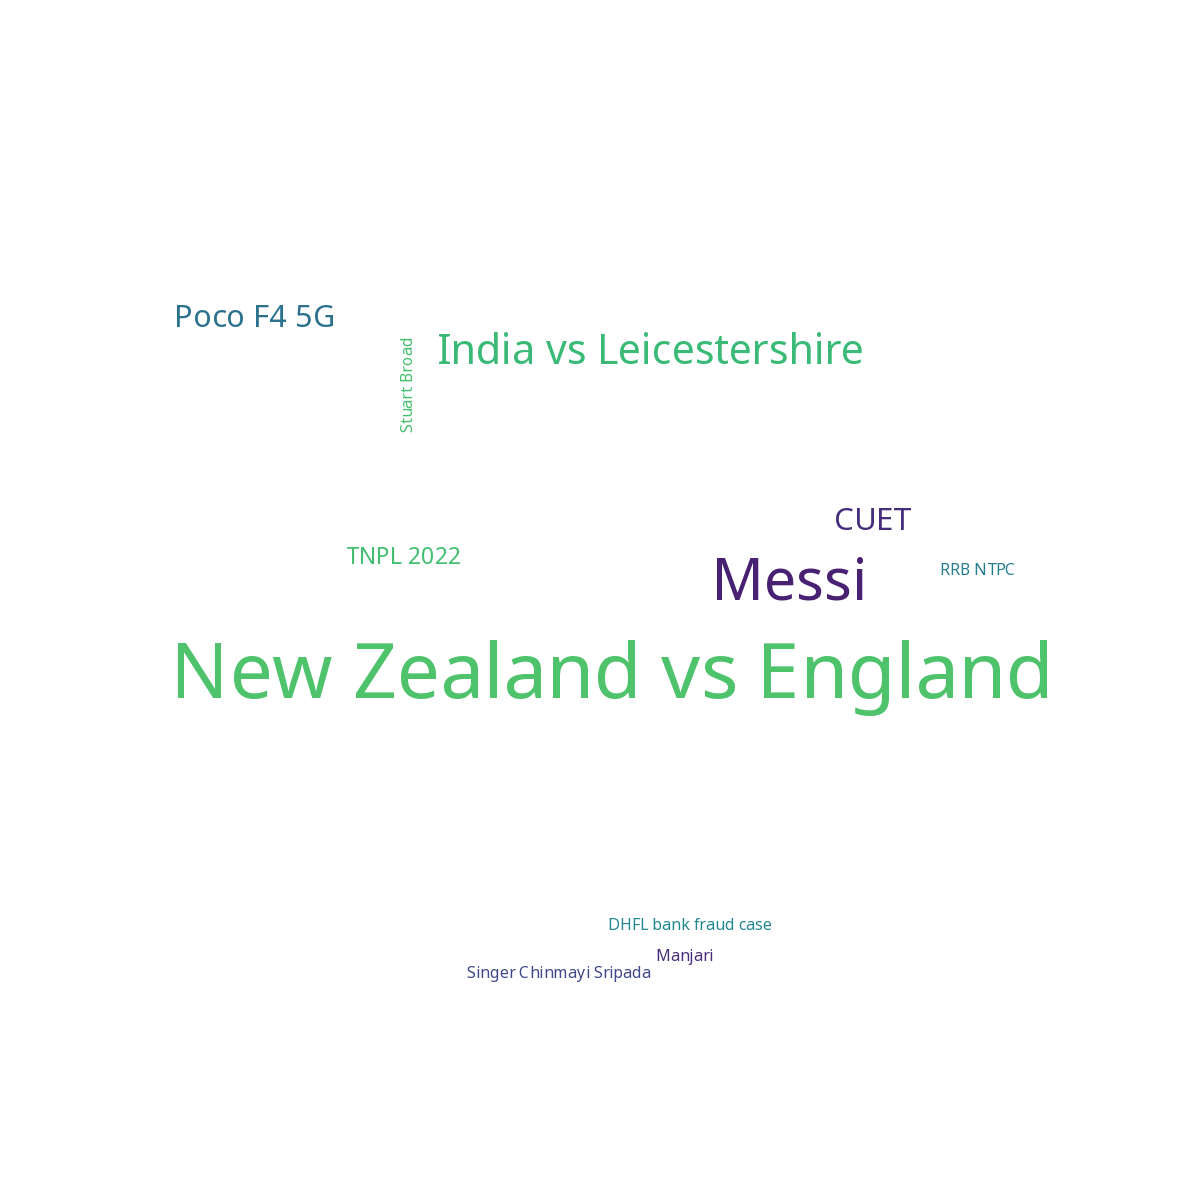 Poco F4 5G
India vs Leicestershire
Stuart Broad
CUET
TNPL 2022
Messi
RRB NTPC
New Zealand vs England
DHFL bank fraud case
Manjari
Singer Chinmayi Sripada